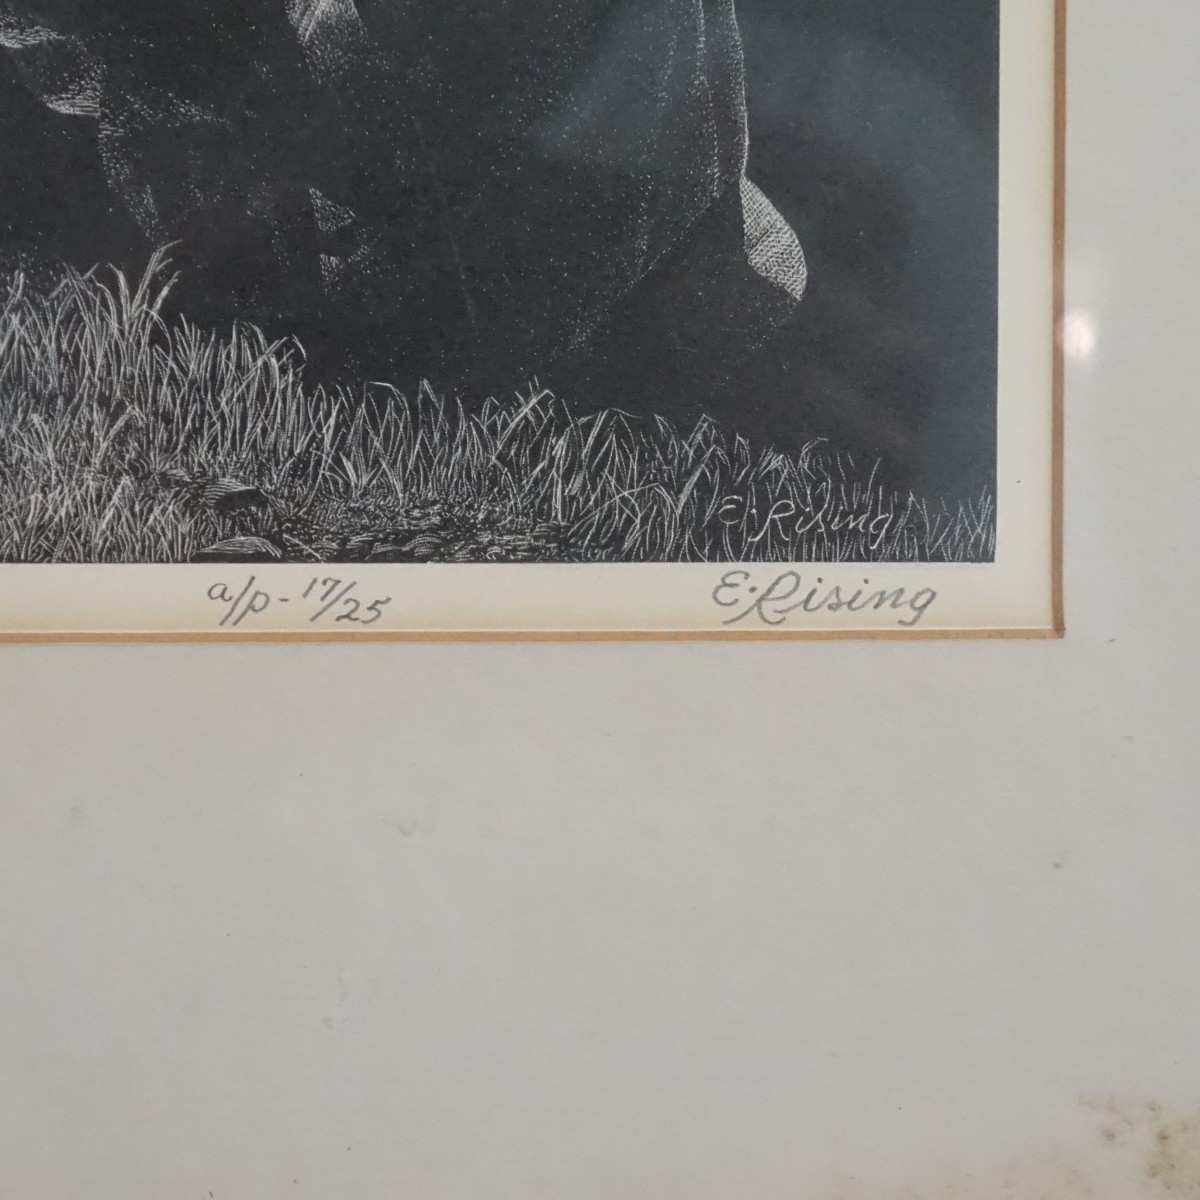 E. Rising
a/p - 17/25 E. Rising